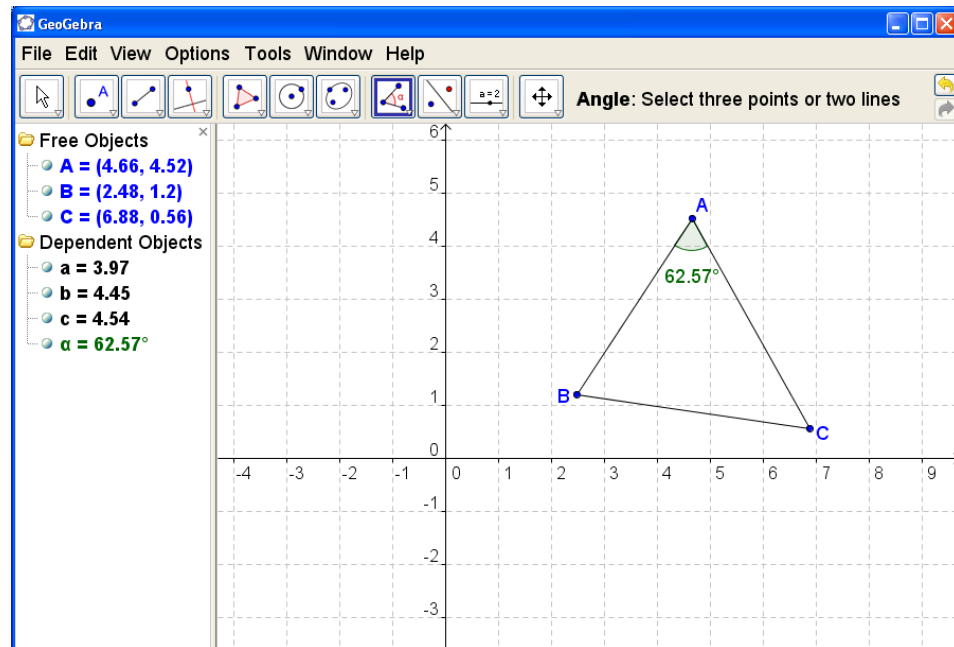 GeoGebra
File Edit View Options Tools Window Help
A
α
a=2
Angle: Select three points or two lines
Free Objects
A = (4.66, 4.52)
B = (2.48, 1.2)
C = (6.88, 0.56)
Dependent Objects
a = 3.97
b = 4.45
c = 4.54
α = 62.57°
6
5
4
3
2
1
0
-1
-2
-3
-4 -3 -2 -1 0 1 2 3 4 5 6 7 8 9
A
62.57°
B
C